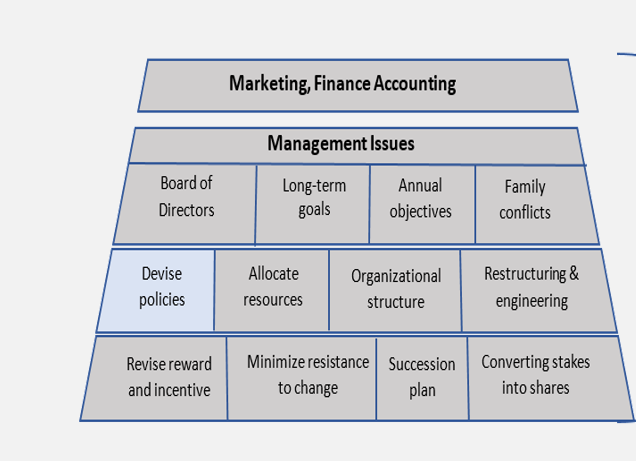 Marketing, Finance Accounting
Management Issues
Board of
Directors
Long-term
goals
Annual
objectives
Family
conflicts
Devise
policies
Allocate
resources
Organizational
structure
Restructuring &
engineering
Revise reward
and incentive
Minimize resistance
to change
Succession
plan
Converting stakes
into shares